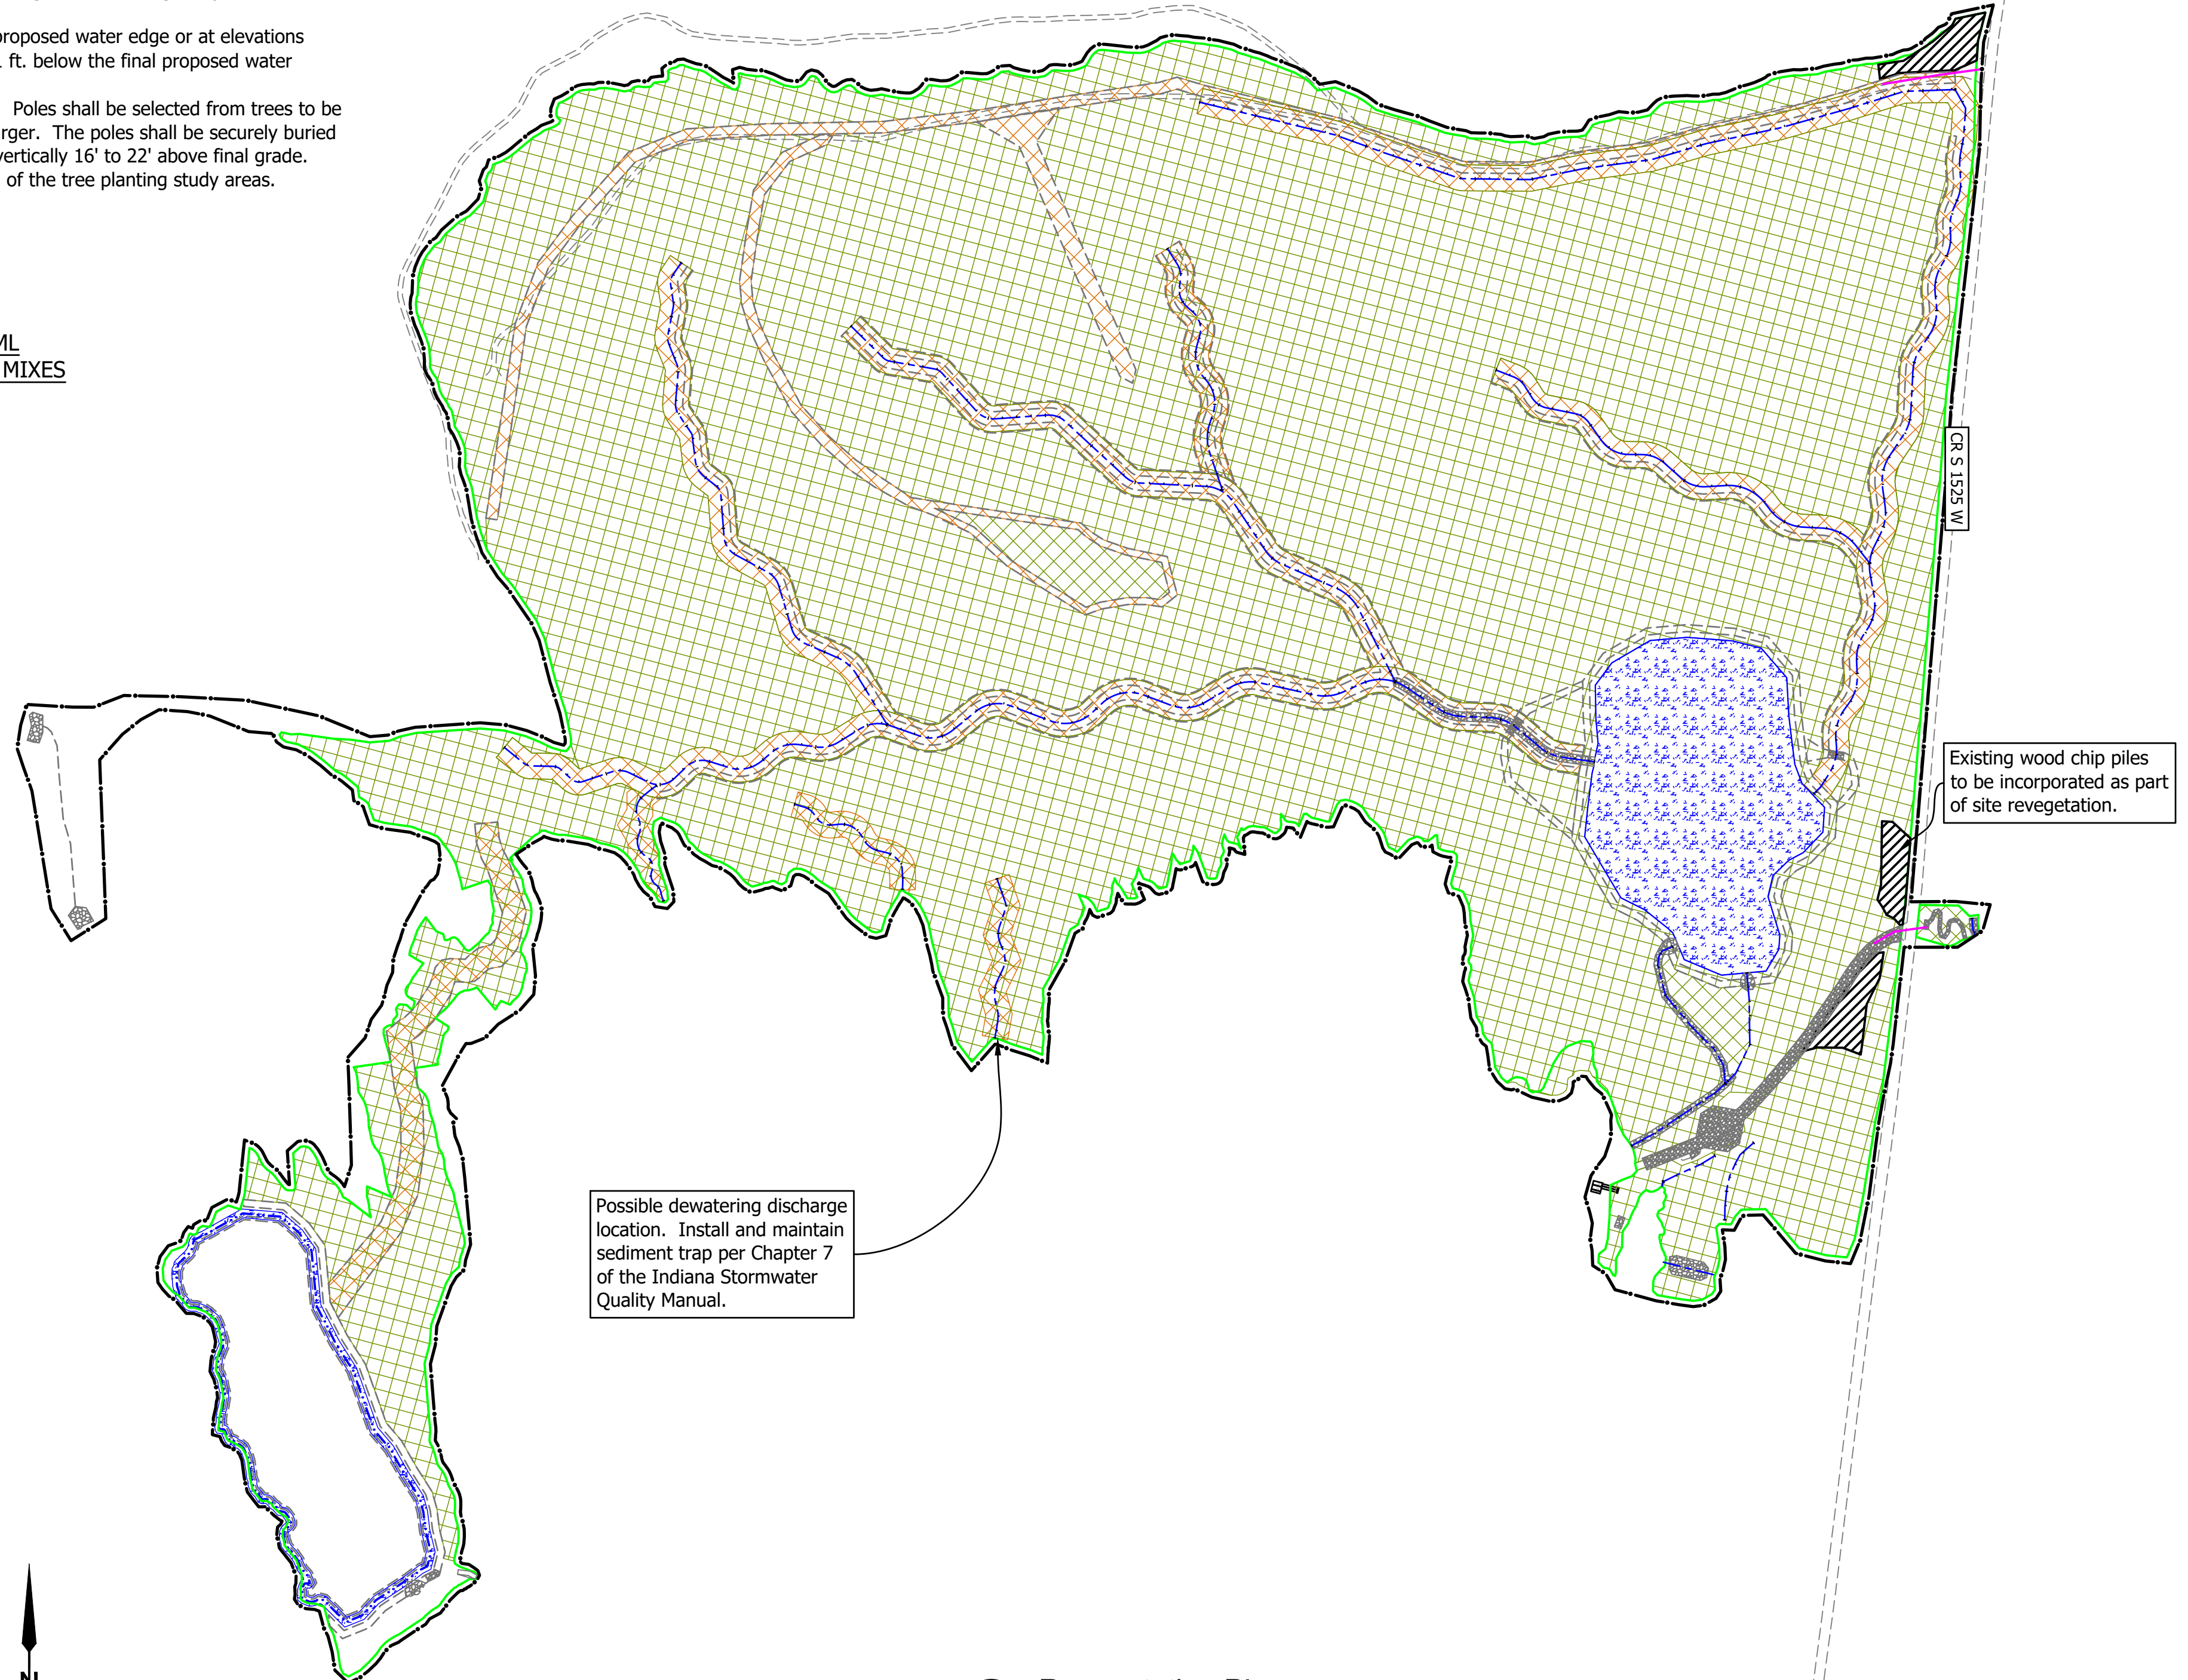 proposed water edge or at elevations
ft. below the final proposed water
Poles shall be selected from trees to be
The poles shall be securely buried
vertically 16' to 22' above final grade.
of the tree planting study areas.
MIXES
CR S 1525 W
Existing wood chip piles
to be incorporated as part
of site revegetation.
Possible dewatering discharge
location. Install and maintain
sediment trap per Chapter 7
of the Indiana Stormwater
Quality Manual.
N